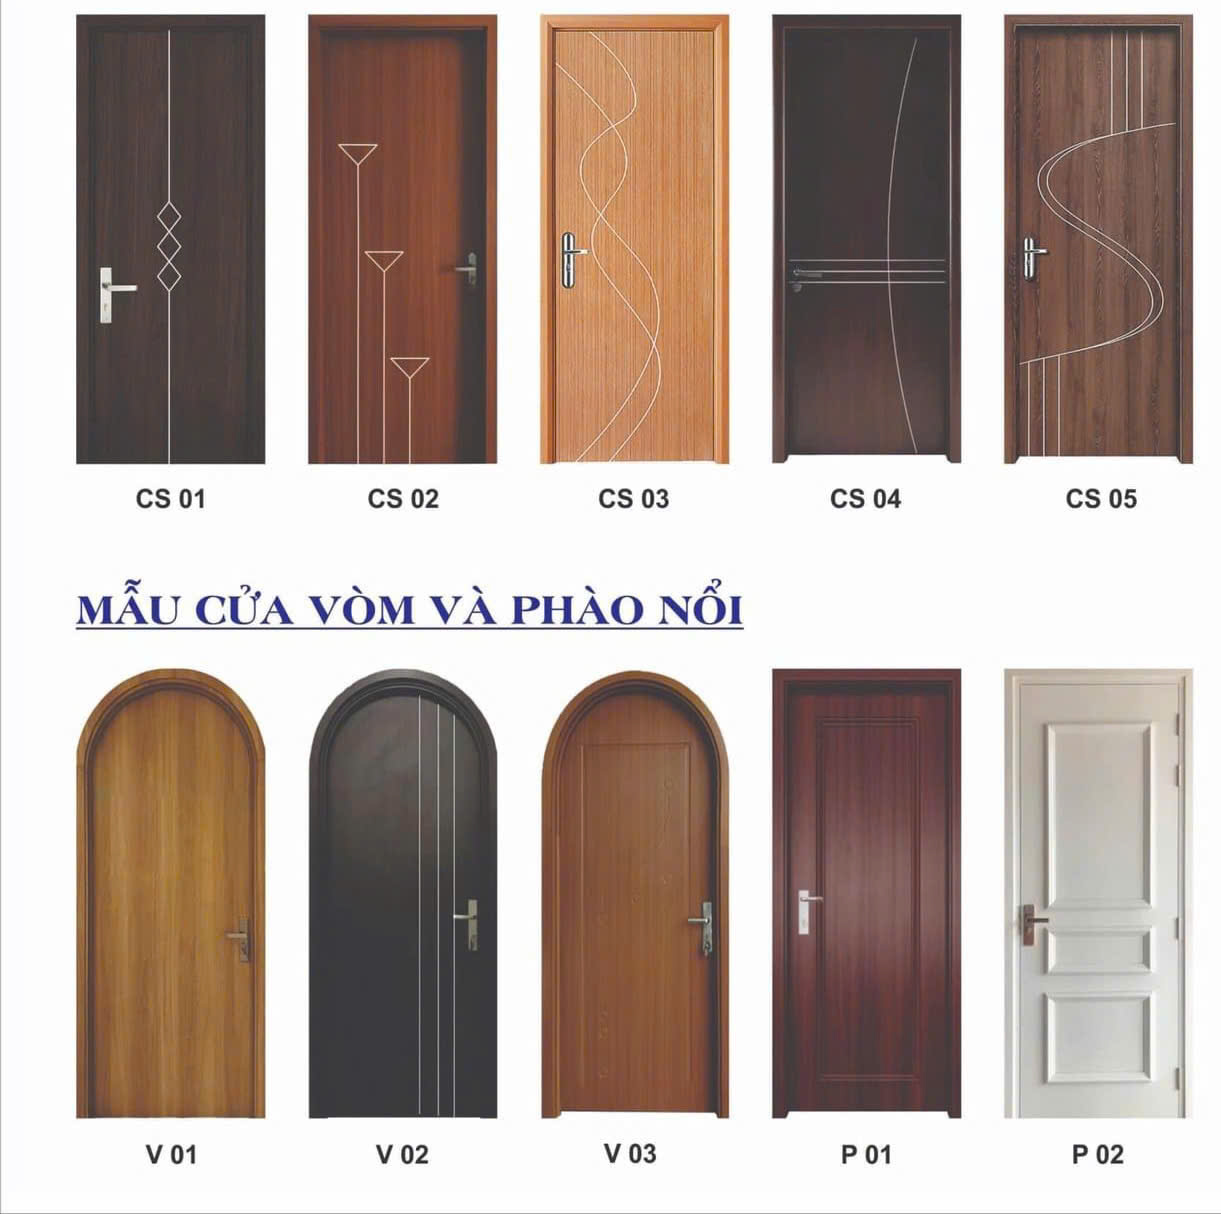 CS 01
CS 02
CS 03
CS 04
CS 05
MẪU CỬA VÒM VÀ PHÀO NỔI
V 01
V 02
V 03
P 01
P 02